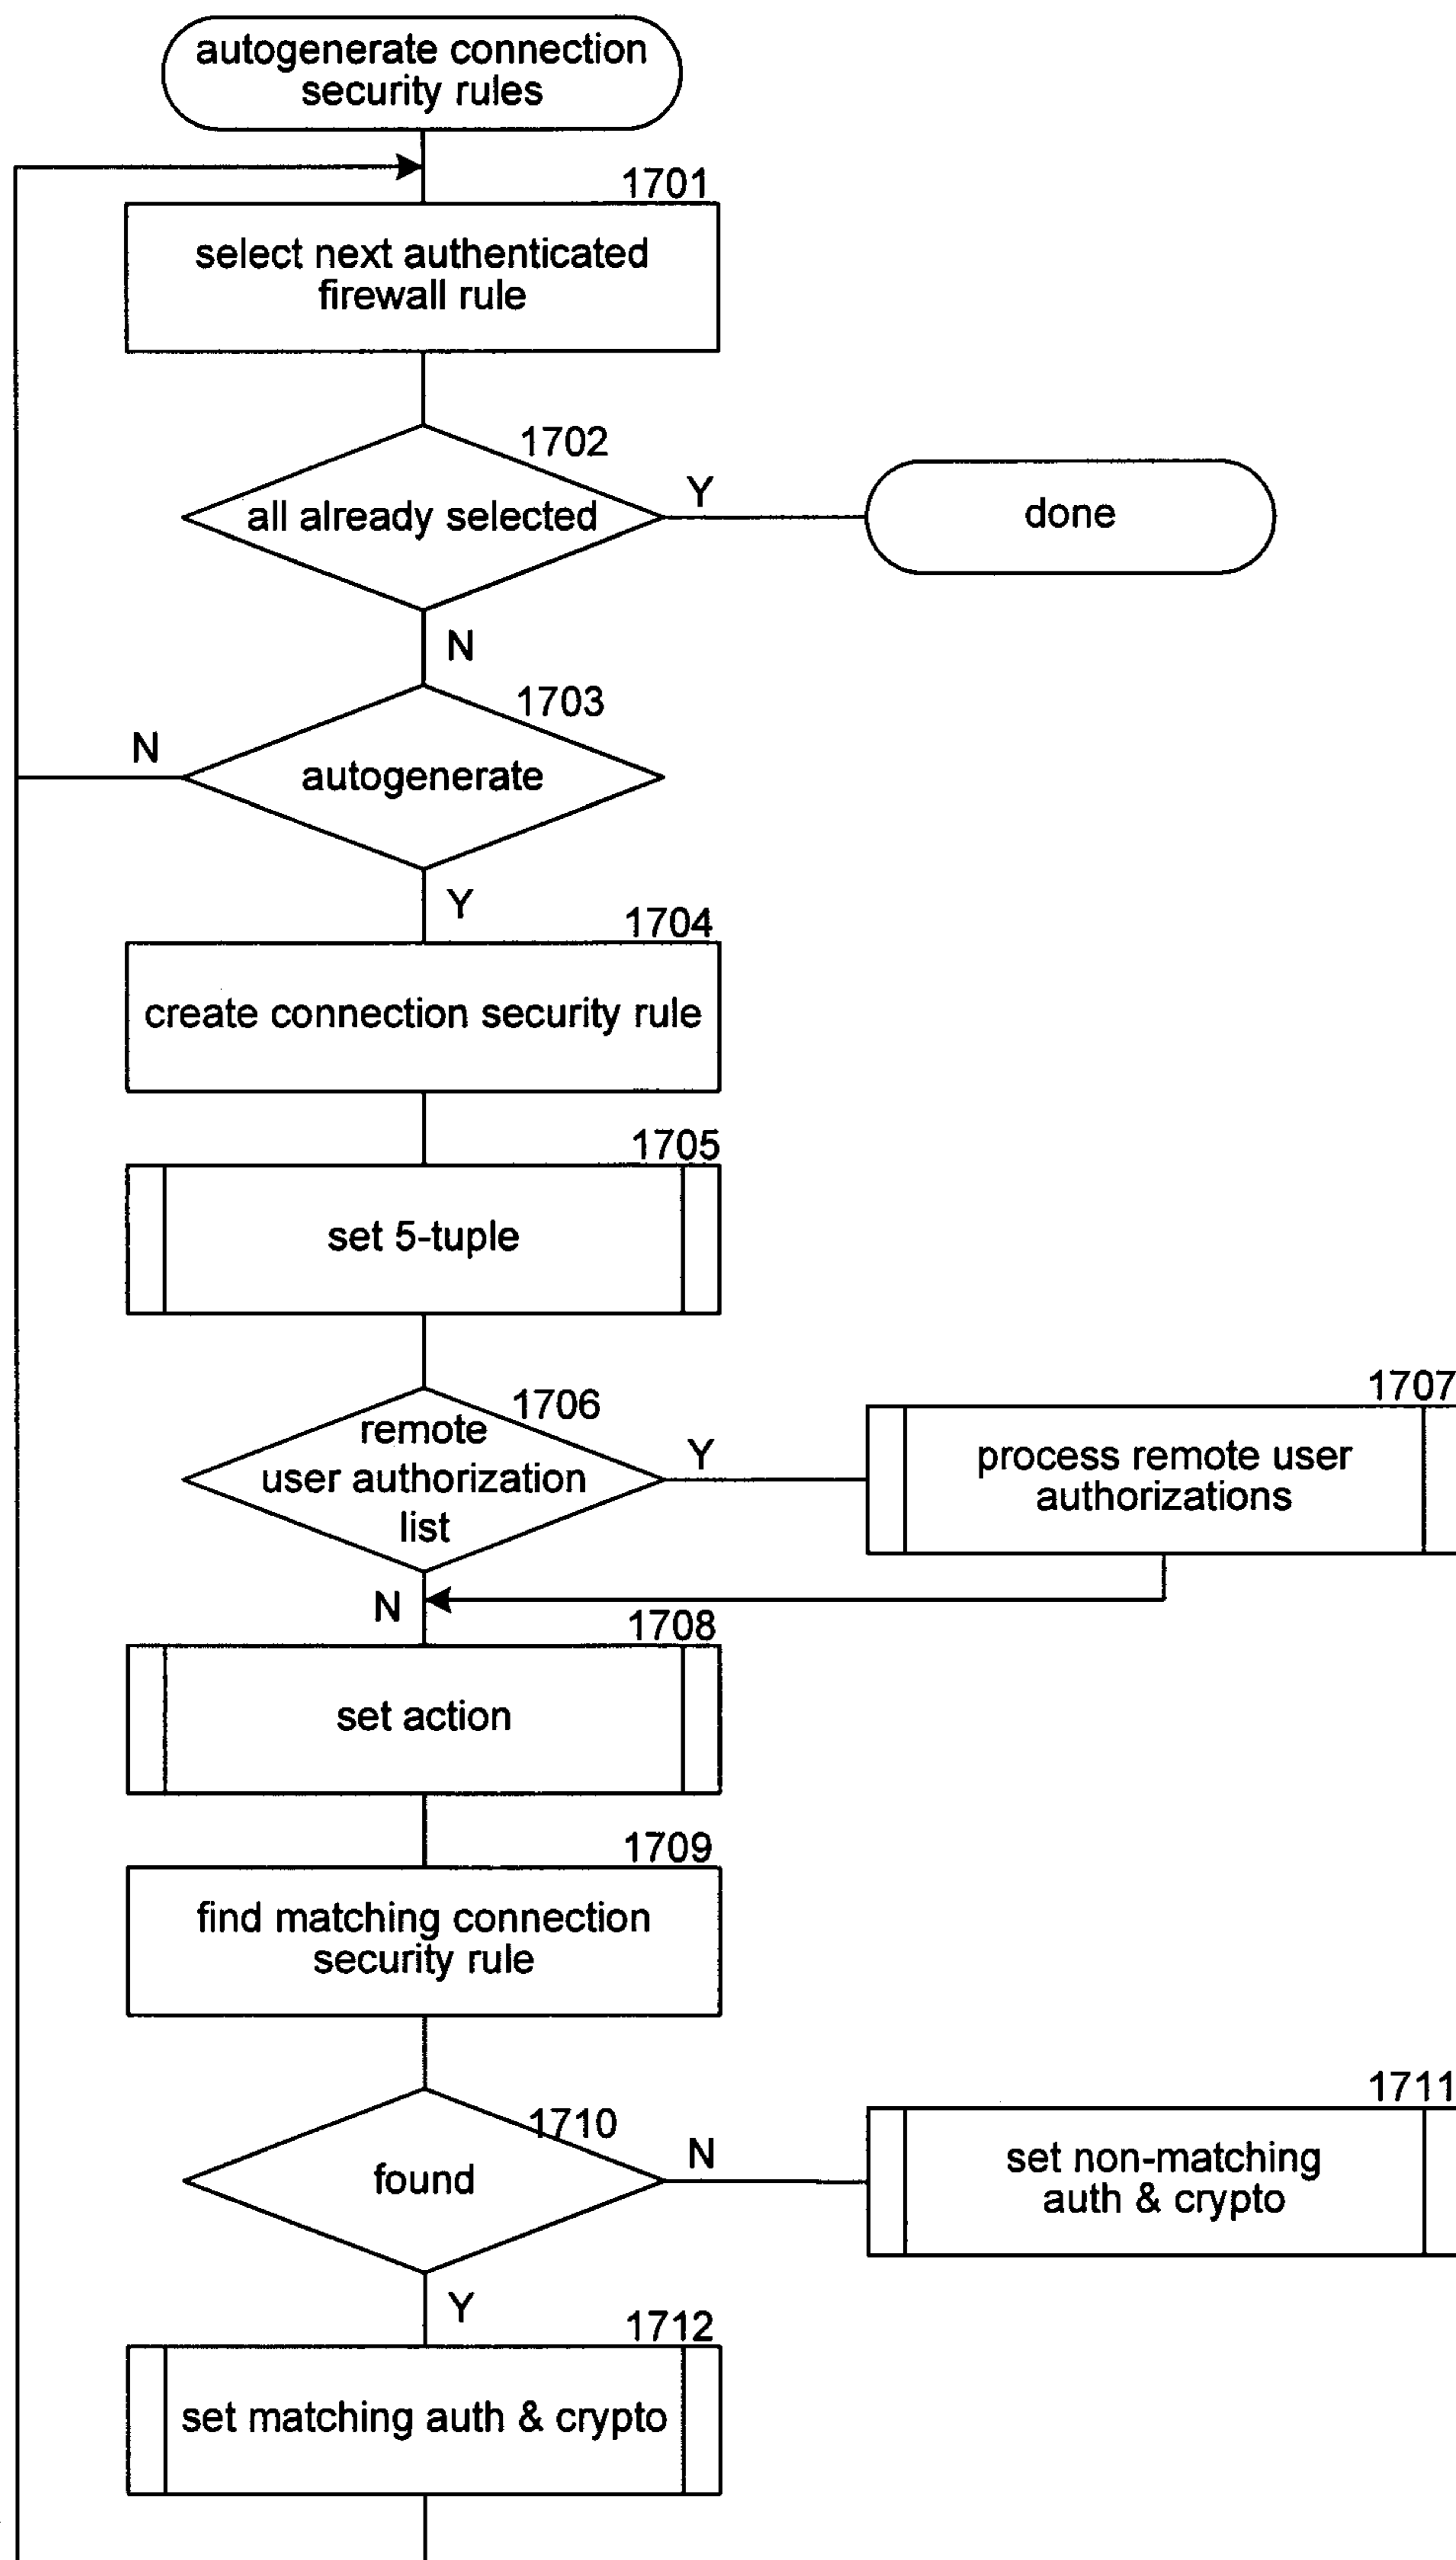 autogenerate connection
security rules
1701
select next authenticated
firewall rule
1702
all already selected
Y
done
N
1703
N
autogenerate
Y
1704
create connection security rule
1705
set 5-tuple
1706
remote
user authorization
list
Y
1707
process remote user
authorizations
N
1708
set action
1709
find matching connection
security rule
1710
found
N
1711
set non-matching
auth & crypto
Y
1712
set matching auth & crypto